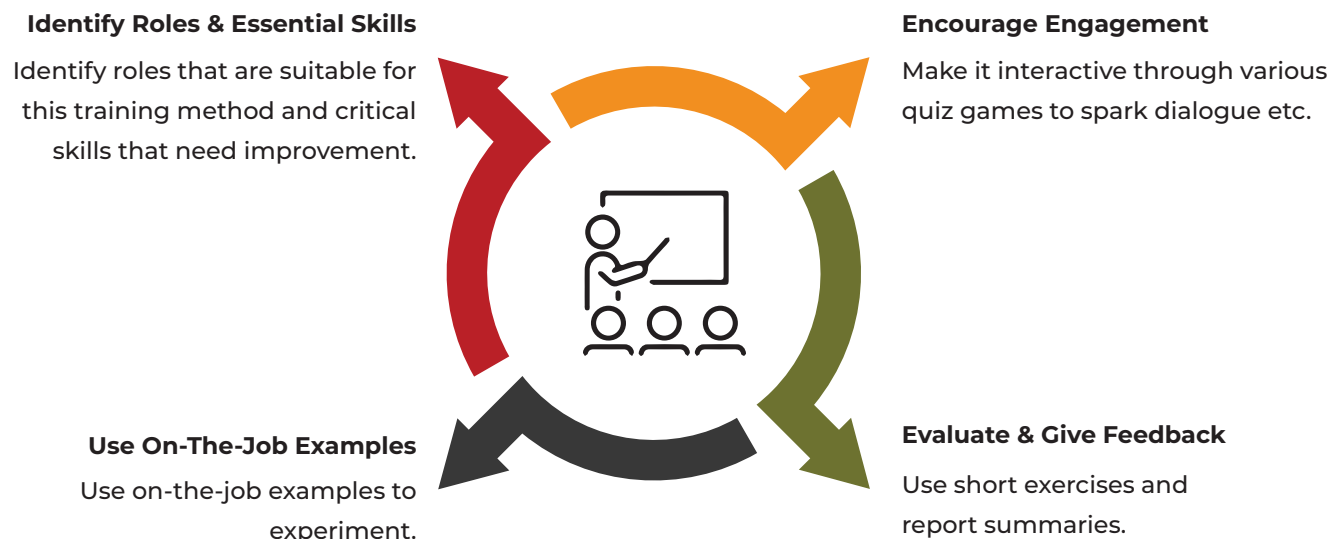 Identify Roles & Essential Skills
Identify roles that are suitable for
this training method and critical
skills that need improvement.
Encourage Engagement
Make it interactive through various
quiz games to spark dialogue etc.
Use On-The-Job Examples
Use on-the-job examples to
experiment.
Evaluate & Give Feedback
Use short exercises and
report summaries.